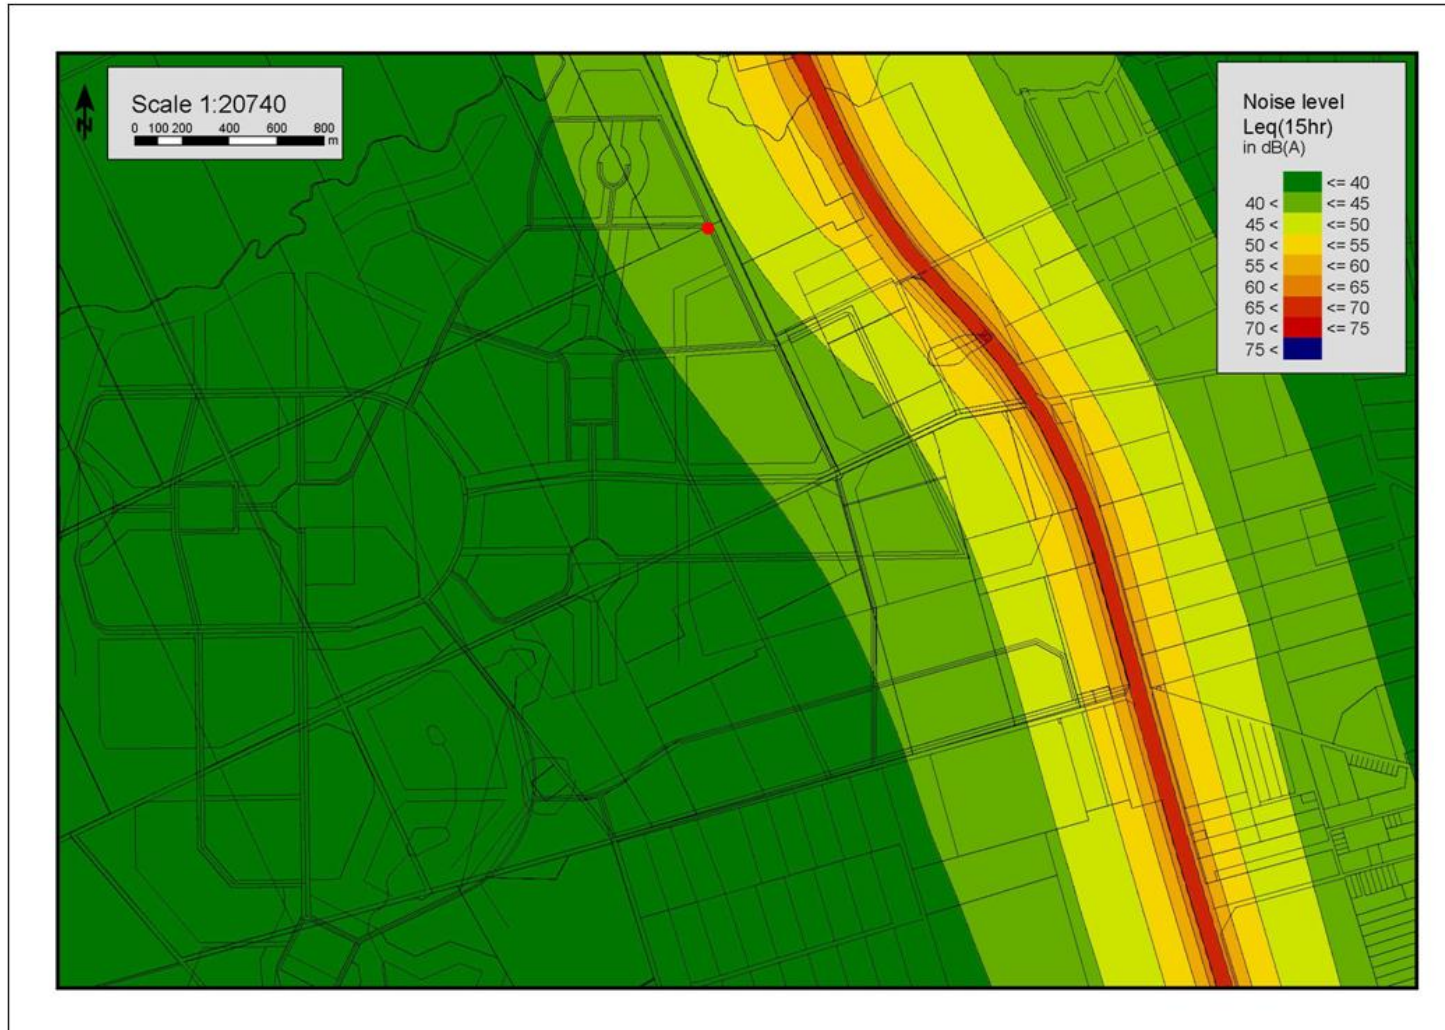 Scale 1:20740
0 100 200 400 600 800
m
N
Noise level
Leq(15hr)
in dB(A)
<= 40
40 < <= 45
45 < <= 50
50 < <= 55
55 < <= 60
60 < <= 65
65 < <= 70
70 < <= 75
75 <